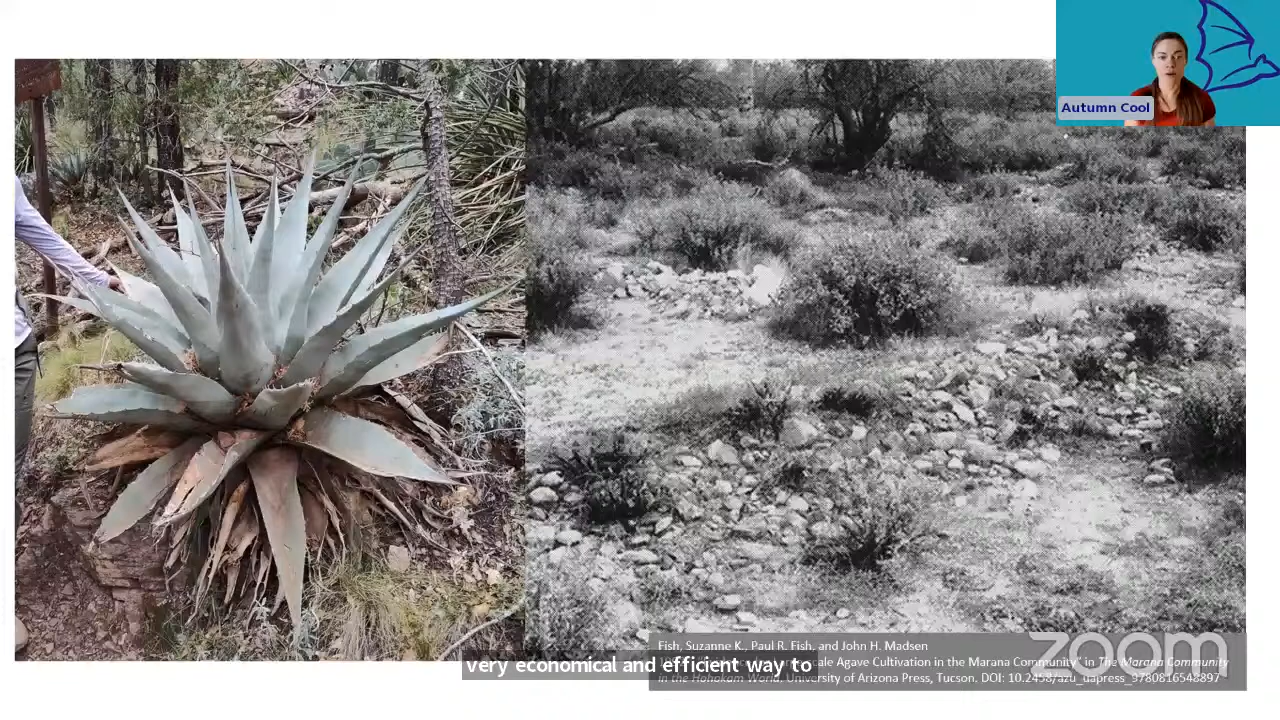 Autumn Cool
Fish, Suzanne K., Paul R. Fish, and John H. Madsen
Agave Cultivation in the Marana Community" in The Marana Community
in the Hohokam World. University of Arizona Press, Tucson. DOI: 10.2458/azu_uapress_9780816548897
very economical and efficient way to
zoom